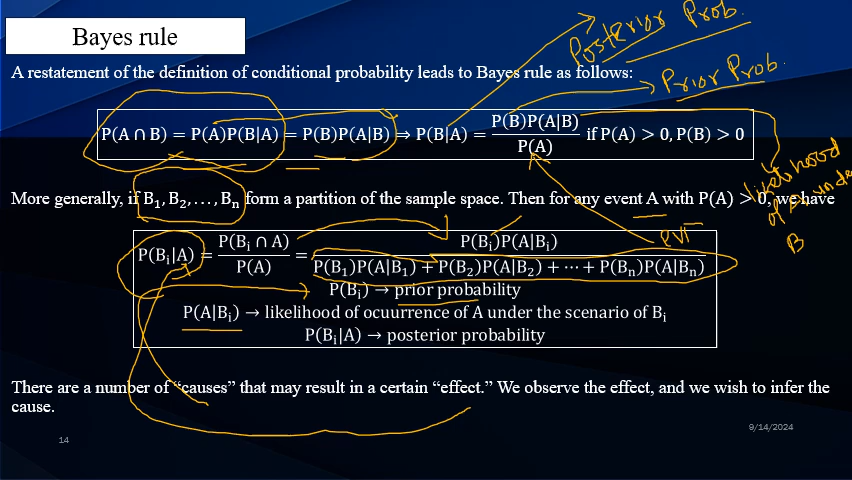 Bayes rule
Posterior Prob.
A restatement of the definition of conditional probability leads to Bayes rule as follows:
Prior Prob.
P(A ∩ B) = P(A)P(B|A) = P(B)P(A|B) ⇒ P(B|A) = P(B)P(A|B) / P(A) if P(A) > 0, P(B) > 0
likelihood
of A under
B
More generally, if B₁, B₂, … , Bₙ form a partition of the sample space. Then for any event A with P(A) > 0, we have
P(Bᵢ|A) = P(Bᵢ ∩ A) / P(A) = P(Bᵢ)P(A|Bᵢ) / P(B₁)P(A|B₁) + P(B₂)P(A|B₂) + ⋯ + P(Bₙ)P(A|Bₙ)
P(Bᵢ) → prior probability
P(A|Bᵢ) → likelihood of ocuurrence of A under the scenario of Bᵢ
P(Bᵢ|A) → posterior probability
There are a number of “causes” that may result in a certain “effect.” We observe the effect, and we wish to infer the
cause.
9/14/2024
14